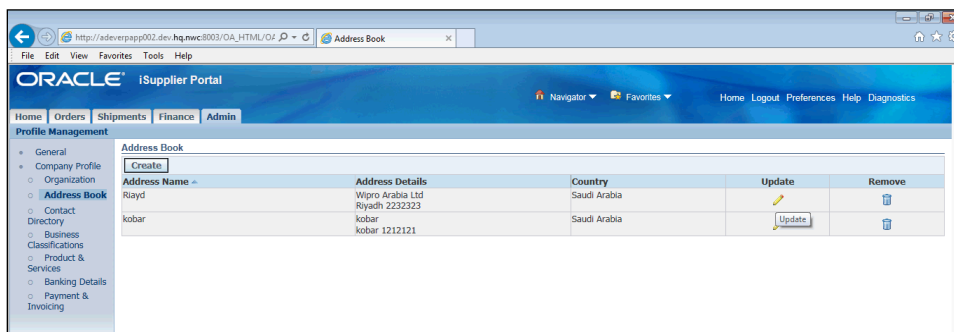 http://adeverpapp002.dev.hq.nwc:8003/OA_HTML/OA
Address Book
File Edit View Favorites Tools Help
ORACLE iSupplier Portal
Navigator Favorites Home Logout Preferences Help Diagnostics
Home Orders Shipments Finance Admin
Profile Management
General
Company Profile
Organization
Address Book
Contact
Directory
Business
Classifications
Product &
Services
Banking Details
Payment &
Invoicing
Address Book
Create
Address Name Address Details Country Update Remove
Riayd Wipro Arabia Ltd Saudi Arabia
Riyadh 2232323
kobar kobar Saudi Arabia
kobar 1212121
Update